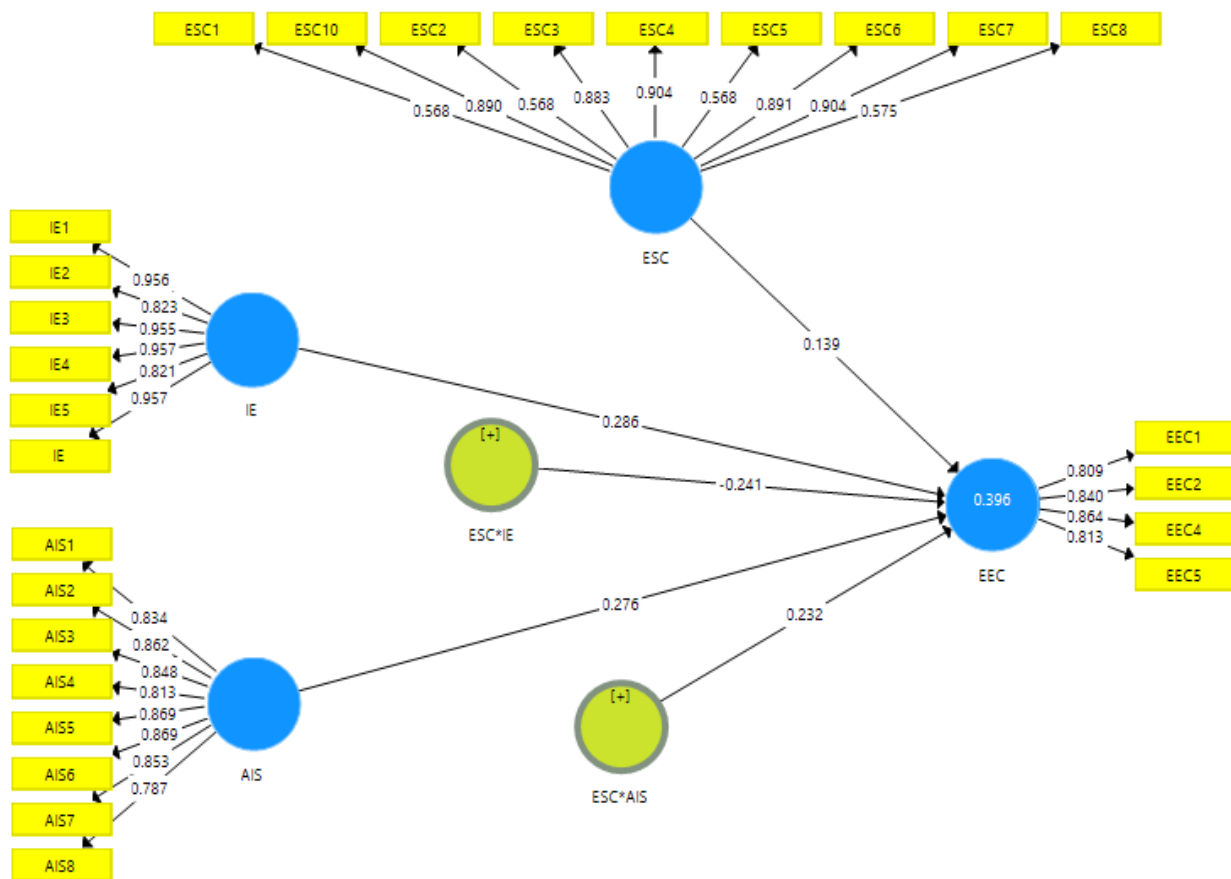 ESC1 ESC10 ESC2 ESC3 ESC4 ESC5 ESC6 ESC7 ESC8
0.568 0.890 0.568 0.883 0.904 0.568 0.891 0.904 0.575
ESC
0.139
IE1
IE2
IE3
IE4
IE5
IE
0.956
0.823
0.955
0.957
0.821
0.957
IE
0.286
[+]
-0.241
ESC*IE
AIS1
AIS2
AIS3
AIS4
AIS5
AIS6
AIS7
AIS8
0.834
0.862
0.848
0.813
0.869
0.869
0.853
0.787
AIS
0.276
[+]
0.232
ESC*AIS
0.396
EEC
0.809
0.840
0.864
0.813
EEC1
EEC2
EEC4
EEC5